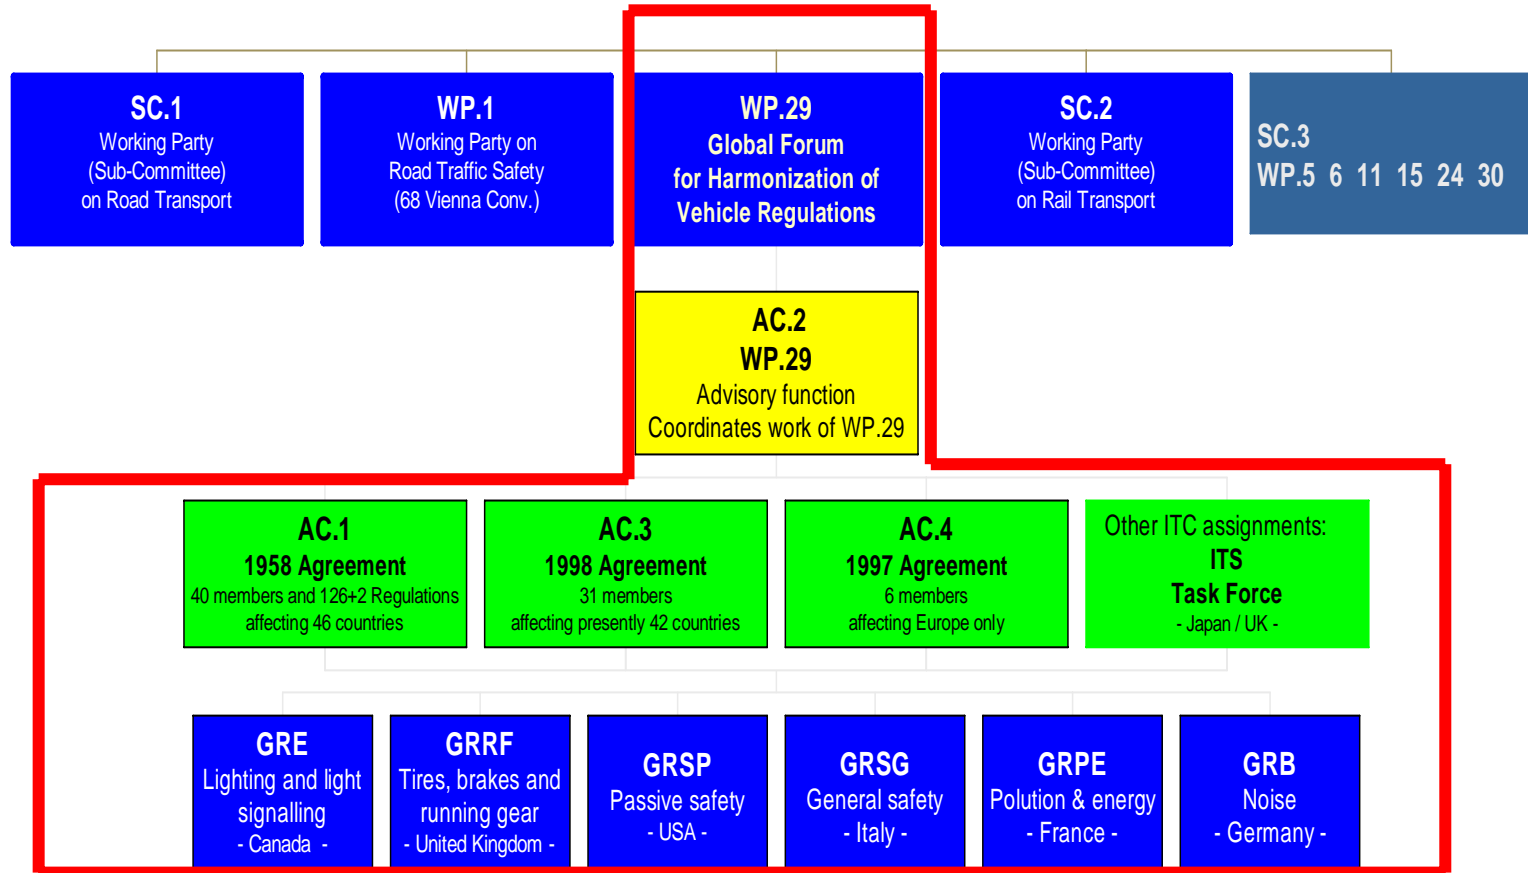 SC.1
Working Party
(Sub-Committee)
on Road Transport
WP.1
Working Party on
Road Traffic Safety
(68 Vienna Conv.)
WP.29
Global Forum
for Harmonization of
Vehicle Regulations
SC.2
Working Party
(Sub-Committee)
on Rail Transport
SC.3
WP.5 6 11 15 24 30
AC.2
WP.29
Advisory function
Coordinates work of WP.29
AC.1
1958 Agreement
40 members and 126+2 Regulations
affecting 46 countries
AC.3
1998 Agreement
31 members
affecting presently 42 countries
AC.4
1997 Agreement
6 members
affecting Europe only
Other ITC assignments:
ITS
Task Force
- Japan / UK -
GRE
Lighting and light
signalling
- Canada -
GRRF
Tires, brakes and
running gear
- United Kingdom -
GRSP
Passive safety
- USA -
GRSG
General safety
- Italy -
GRPE
Polution & energy
- France -
GRB
Noise
- Germany -